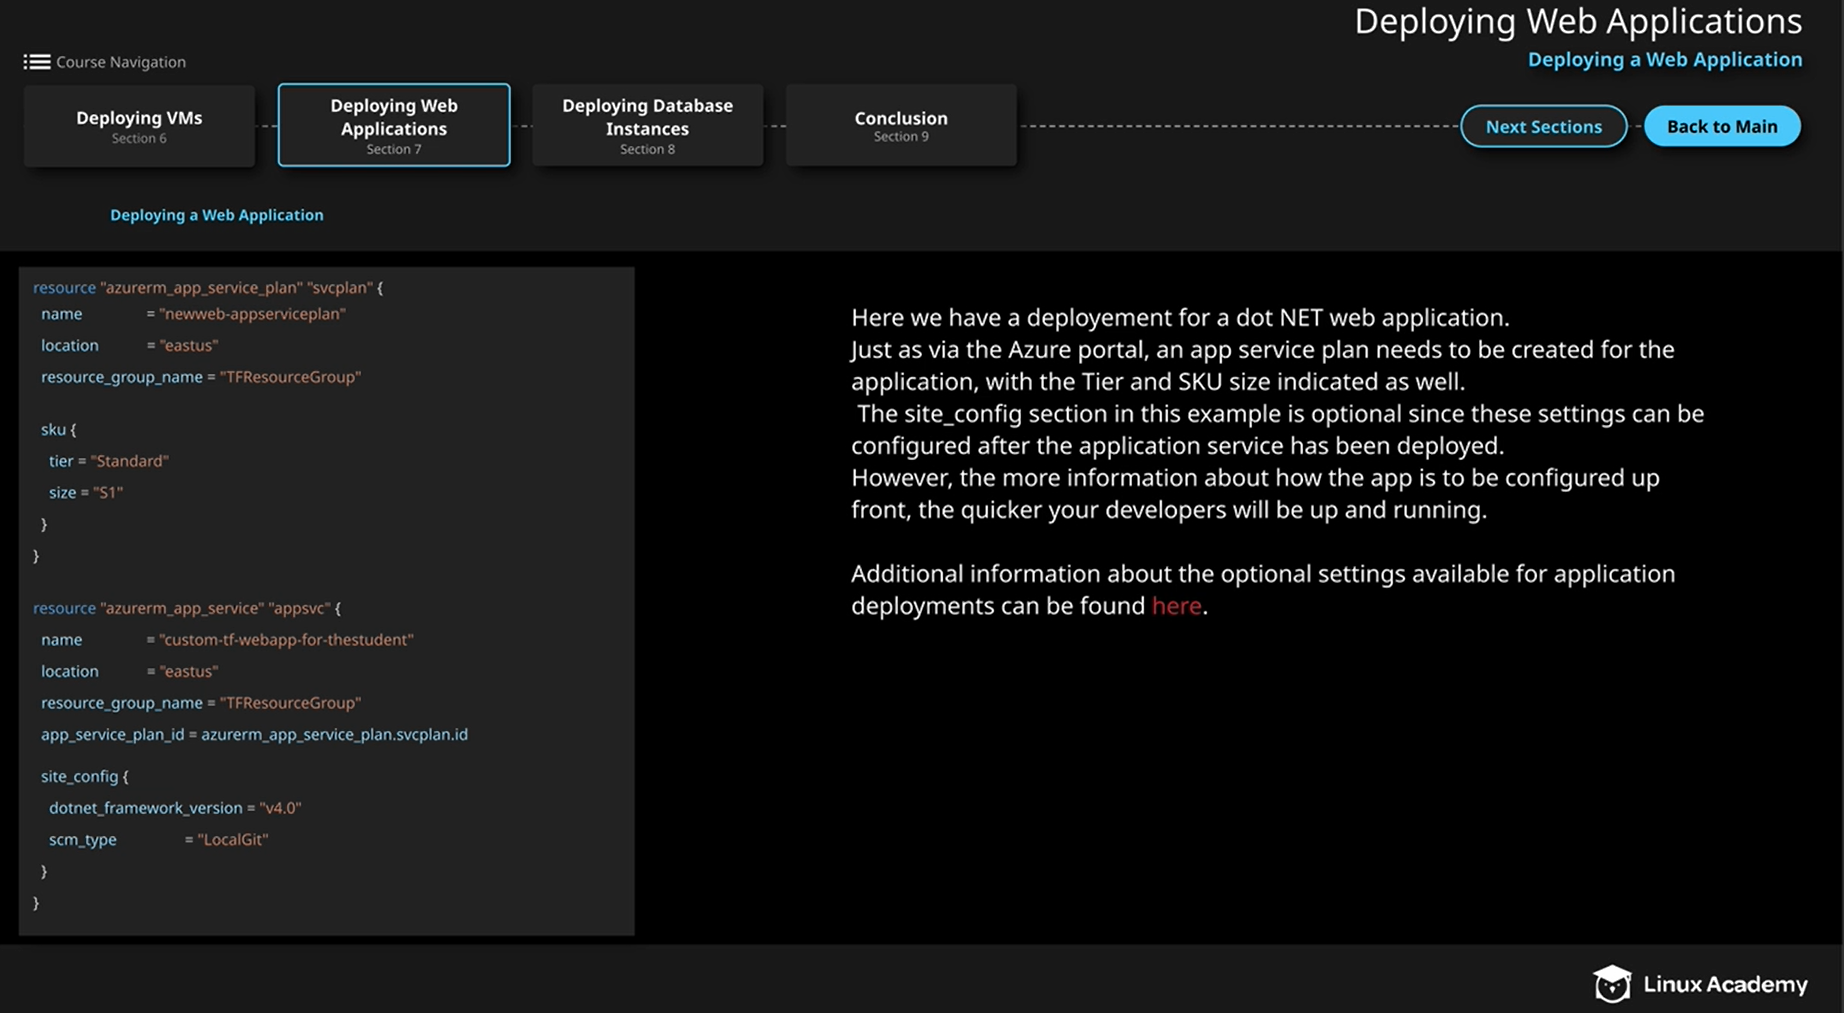 Deploying Web Applications
Deploying a Web Application
Course Navigation
Deploying VMs
Section 6
Deploying Web
Applications
Section 7
Deploying Database
Instances
Section 8
Conclusion
Section 9
Next Sections
Back to Main
Deploying a Web Application
resource "azurerm_app_service_plan" "svcplan" {
name = "newweb-appserviceplan"
location = "eastus"
resource_group_name = "TFResourceGroup"
sku {
tier = "Standard"
size = "S1"
}
}
resource "azurerm_app_service" "appsvc" {
name = "custom-tf-webapp-for-thestudent"
location = "eastus"
resource_group_name = "TFResourceGroup"
app_service_plan_id = azurerm_app_service_plan.svcplan.id
site_config {
dotnet_framework_version = "v4.0"
scm_type = "LocalGit"
}
}
Here we have a deployement for a dot NET web application.
Just as via the Azure portal, an app service plan needs to be created for the
application, with the Tier and SKU size indicated as well.
The site_config section in this example is optional since these settings can be
configured after the application service has been deployed.
However, the more information about how the app is to be configured up
front, the quicker your developers will be up and running.
Additional information about the optional settings available for application
deployments can be found here.
Linux Academy